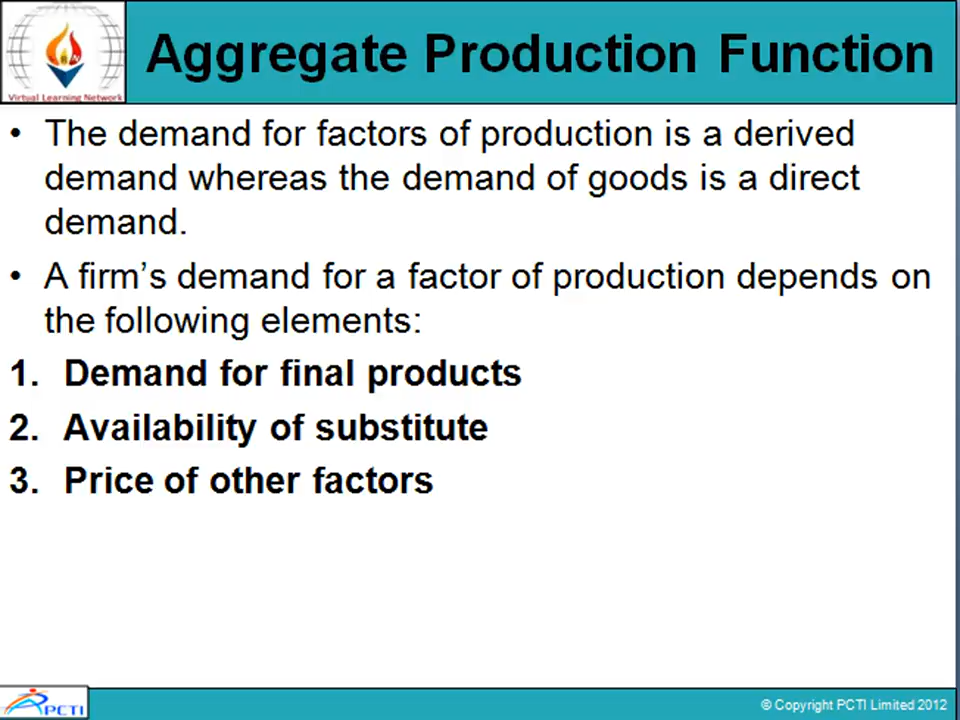 Aggregate Production Function
Virtual Learning Network
• The demand for factors of production is a derived
demand whereas the demand of goods is a direct
demand.
• A firm's demand for a factor of production depends on
the following elements:
1. Demand for final products
2. Availability of substitute
3. Price of other factors
PCTI
© Copyright PCTI Limited 2012